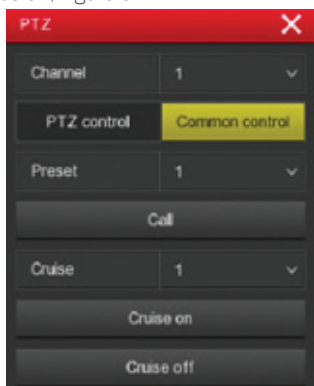 PTZ
Channel 1
PTZ control Common control
Preset 1
Call
Cruise 1
Cruise on
Cruise off